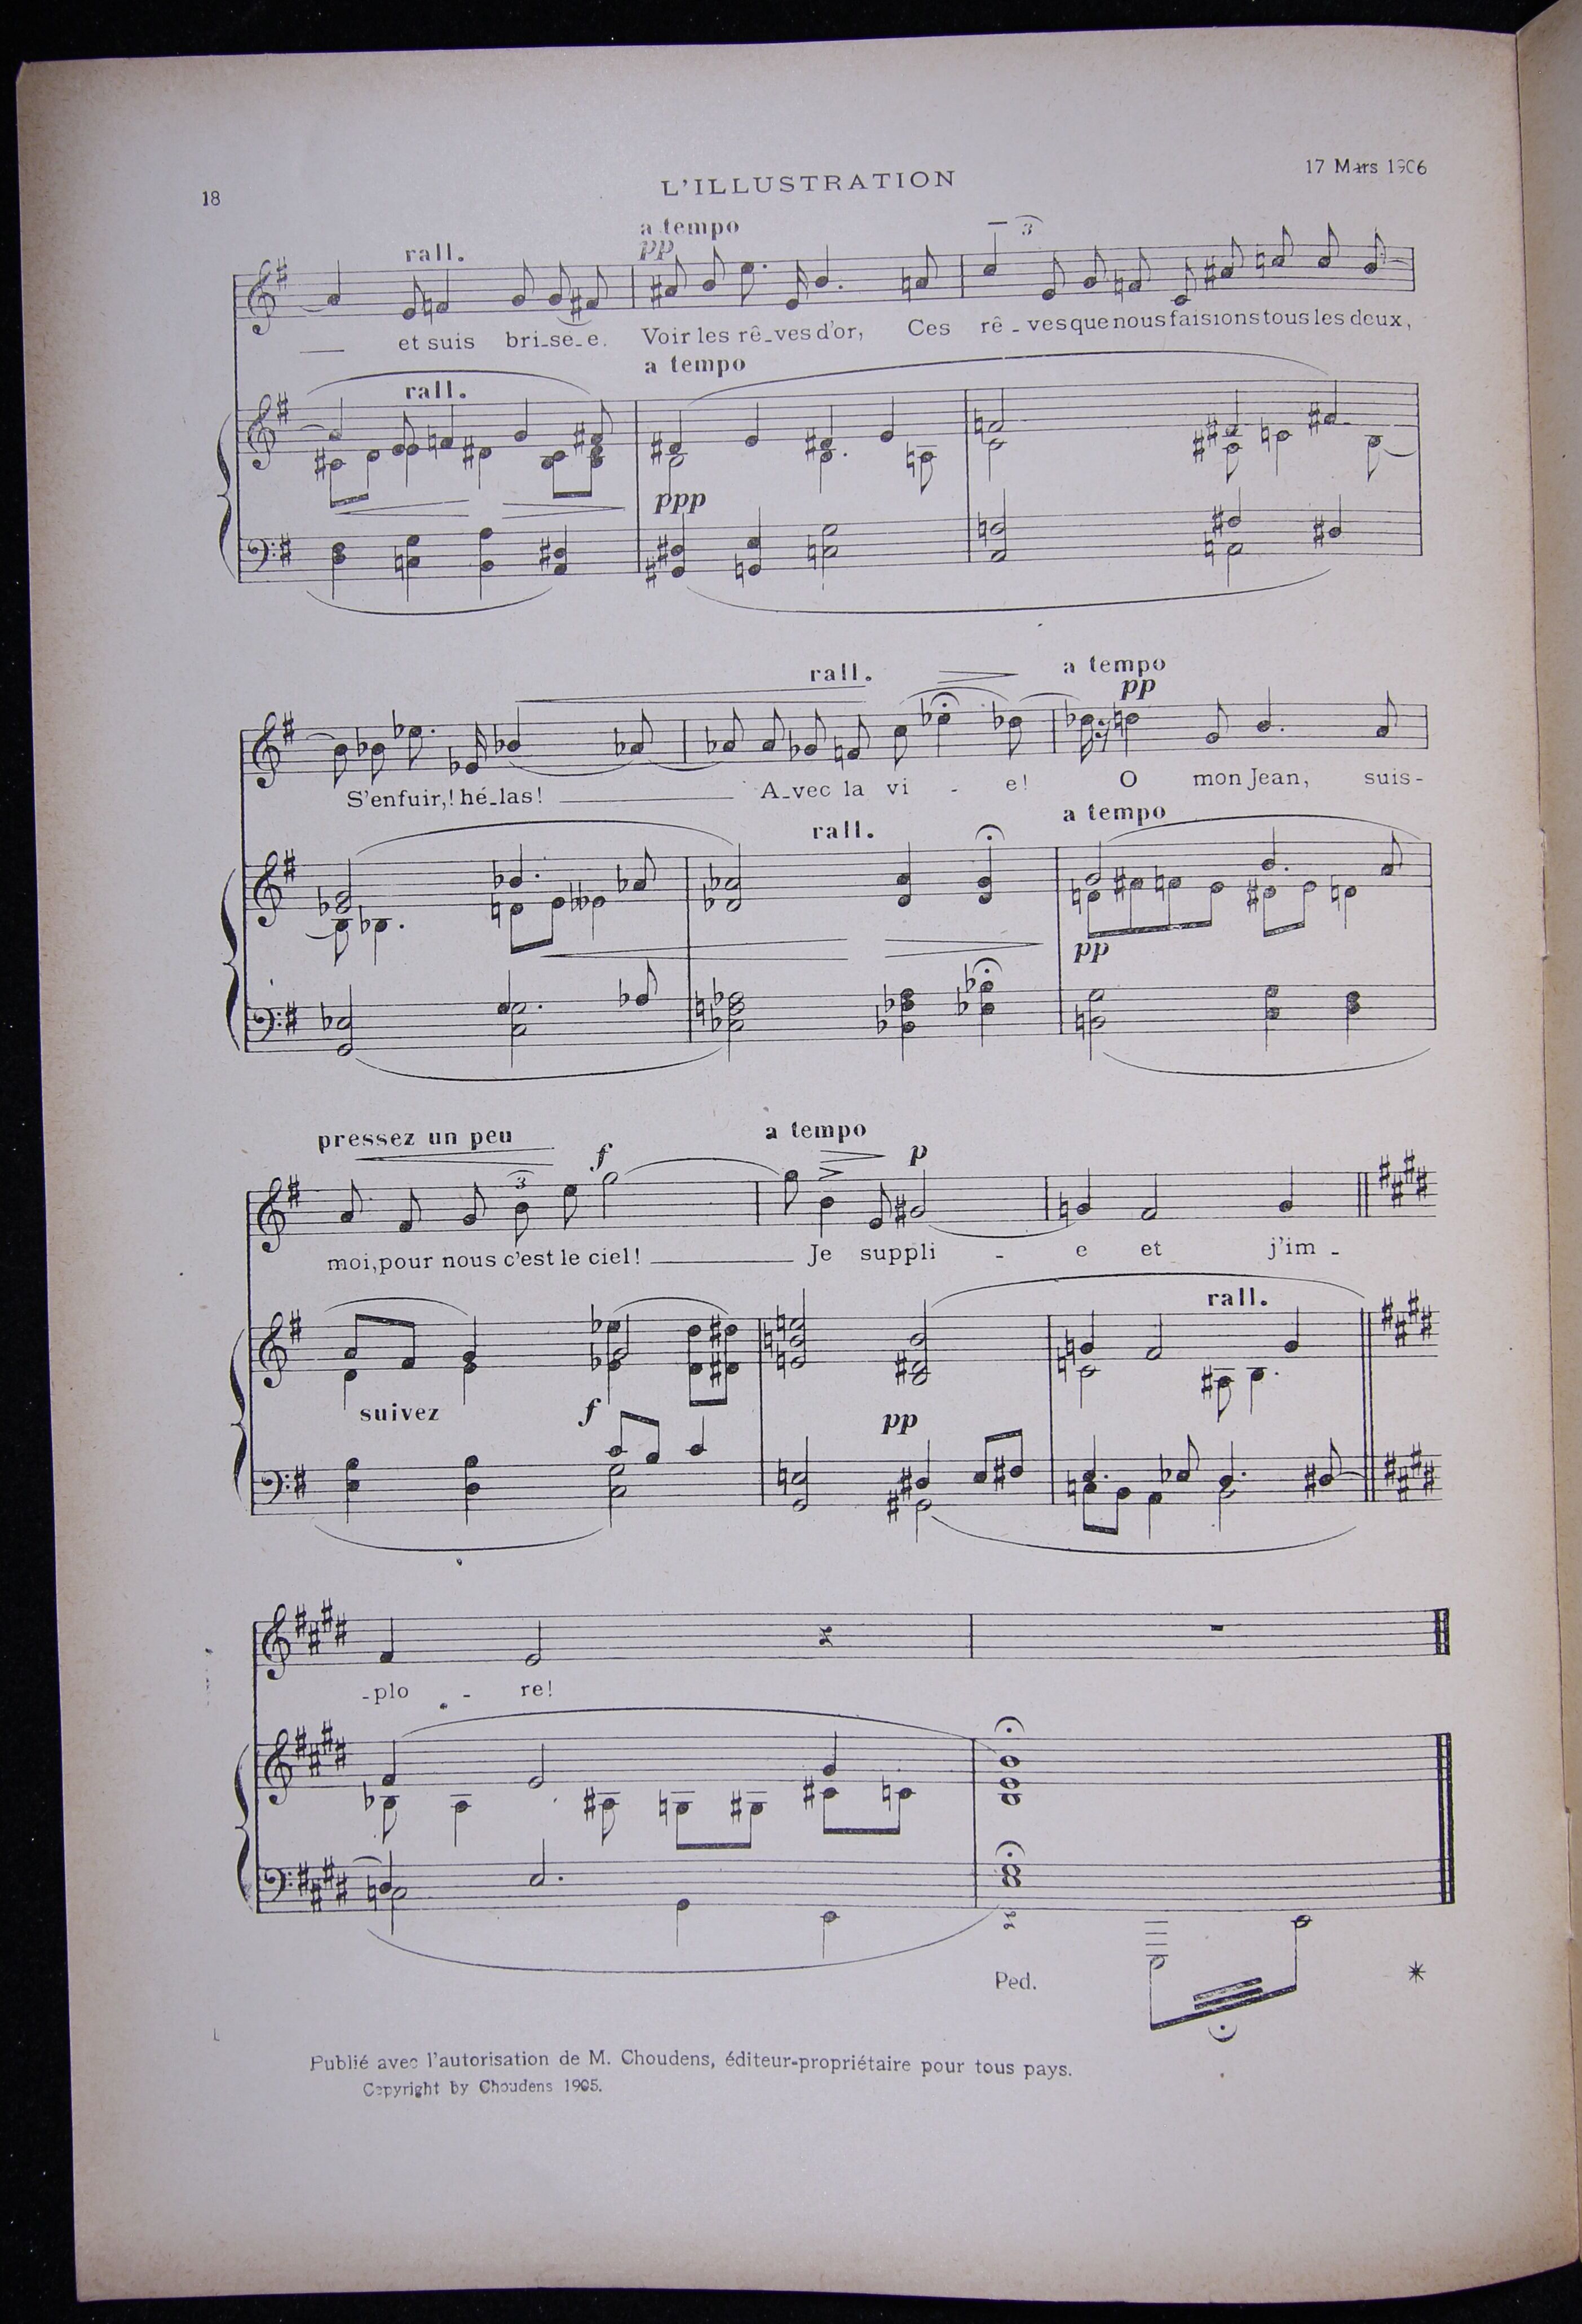 18
L'ILLUSTRATION
17 Mars 1906
rall.
a tempo
pp
3
et suis bri_se_e. Voir les rê_ves d'or, Ces rê - ves que nous faisions tous les deux,
rall.
a tempo
ppp
rall.
a tempo
pp
S'enfuir,! hé_las! A_vec la vi - e! O mon Jean, suis-
rall.
a tempo
pp
pressez un peu
f
a tempo
p
3
moi, pour nous c'est le ciel! Je suppli - e et j'im -
rall.
suivez
f
pp
-plo - re!
Ped.
Publié avec l'autorisation de M. Choudens, éditeur-propriétaire pour tous pays.
Copyright by Choudens 1905.